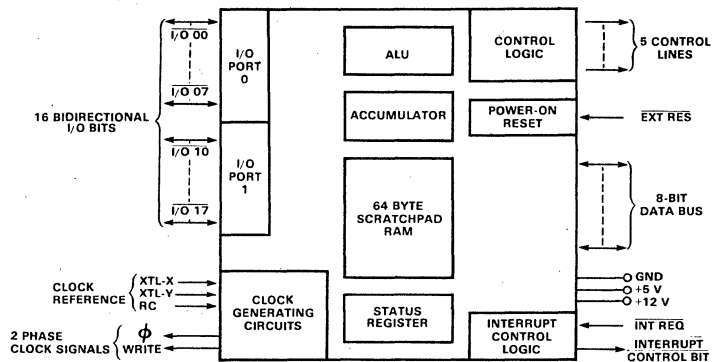 I/O 00
I/O 07
16 BIDIRECTIONAL
I/O BITS
I/O 10
I/O 17
I/O
PORT
0
I/O
PORT
1
ALU
ACCUMULATOR
64 BYTE
SCRATCHPAD
RAM
STATUS
REGISTER
CONTROL
LOGIC
5 CONTROL
LINES
POWER-ON
RESET
EXT RES
8-BIT
DATA BUS
GND
+5 V
+12 V
INTERRUPT
CONTROL
LOGIC
INT REQ
INTERRUPT
CONTROL BIT
CLOCK
REFERENCE
XTL-X
XTL-Y
RC
CLOCK
GENERATING
CIRCUITS
2 PHASE
CLOCK SIGNALS
ϕ
WRITE